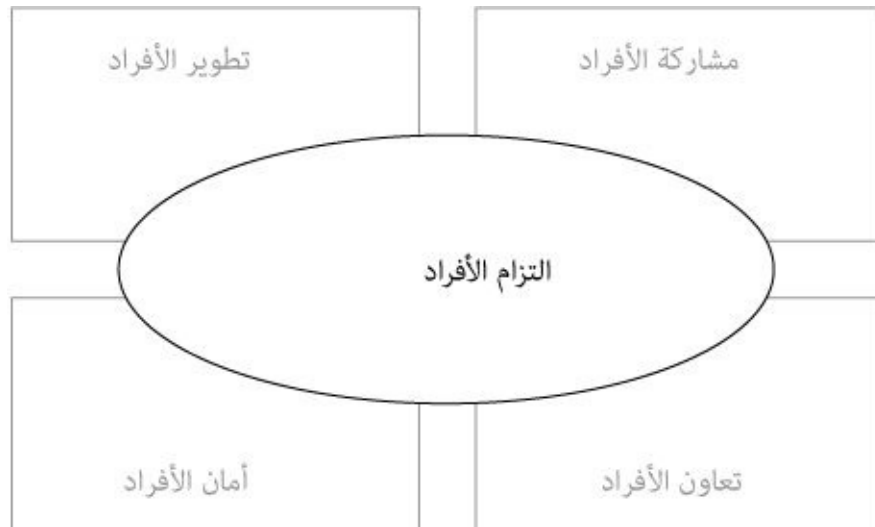 مشاركة الأفراد
تطوير الأفراد
التزام الأفراد
تعاون الأفراد
أمان الأفراد